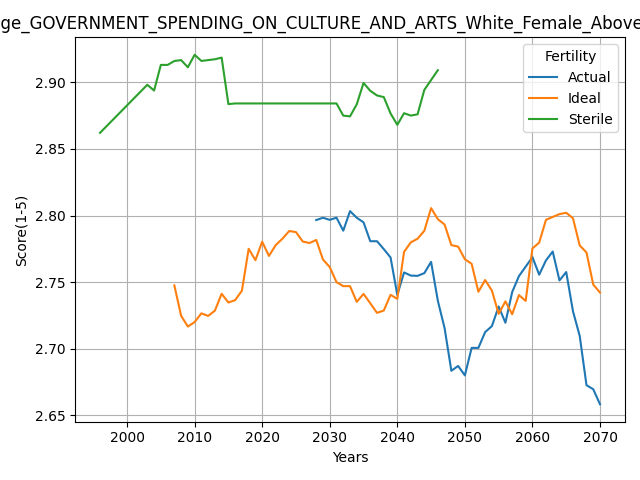 ge_GOVERNMENT_SPENDING_ON_CULTURE_AND_ARTS_White_Female_Above
Fertility
Actual
Ideal
Sterile
Score(1-5)
2.90
2.85
2.80
2.75
2.70
2.65
2000 2010 2020 2030 2040 2050 2060 2070
Years